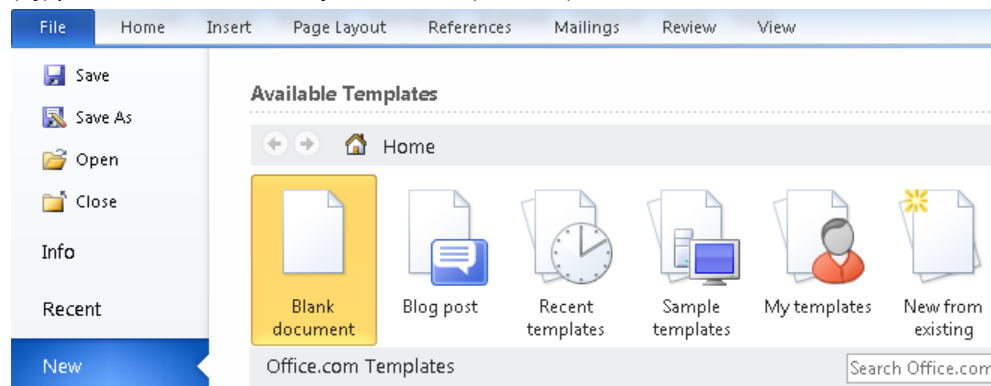 File Home Insert Page Layout References Mailings Review View
Save
Save As
Open
Close
Info
Recent
New
Available Templates
Home
Blank document
Blog post
Recent templates
Sample templates
My templates
New from existing
Office.com Templates
Search Office.com